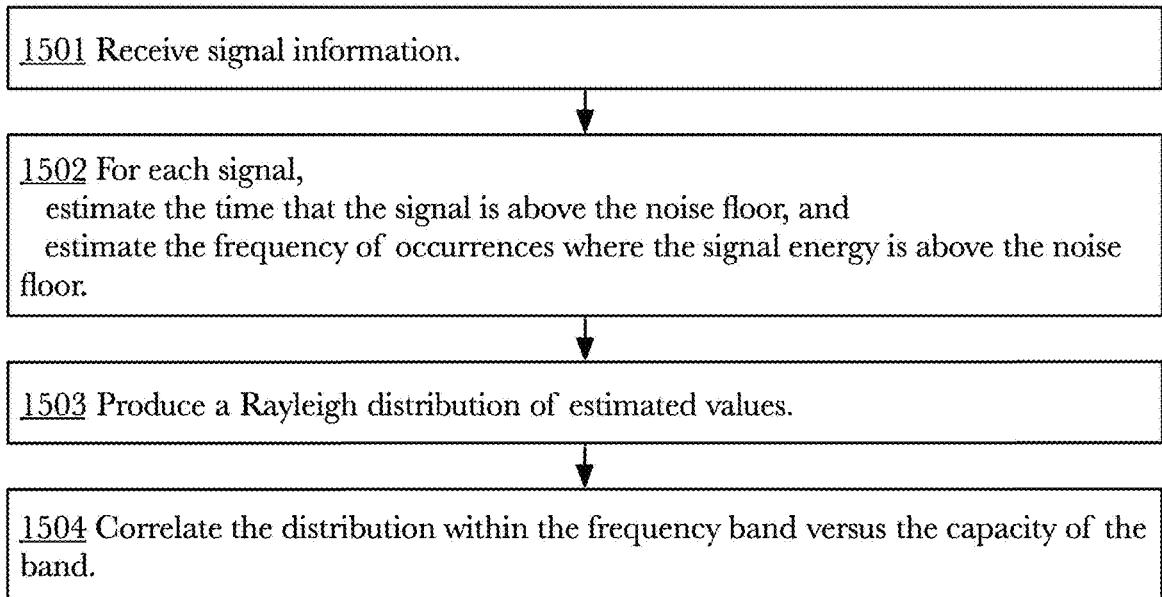 1501 Receive signal information.
1502 For each signal,
estimate the time that the signal is above the noise floor, and
estimate the frequency of occurrences where the signal energy is above the noise
floor.
1503 Produce a Rayleigh distribution of estimated values.
1504 Correlate the distribution within the frequency band versus the capacity of the
band.